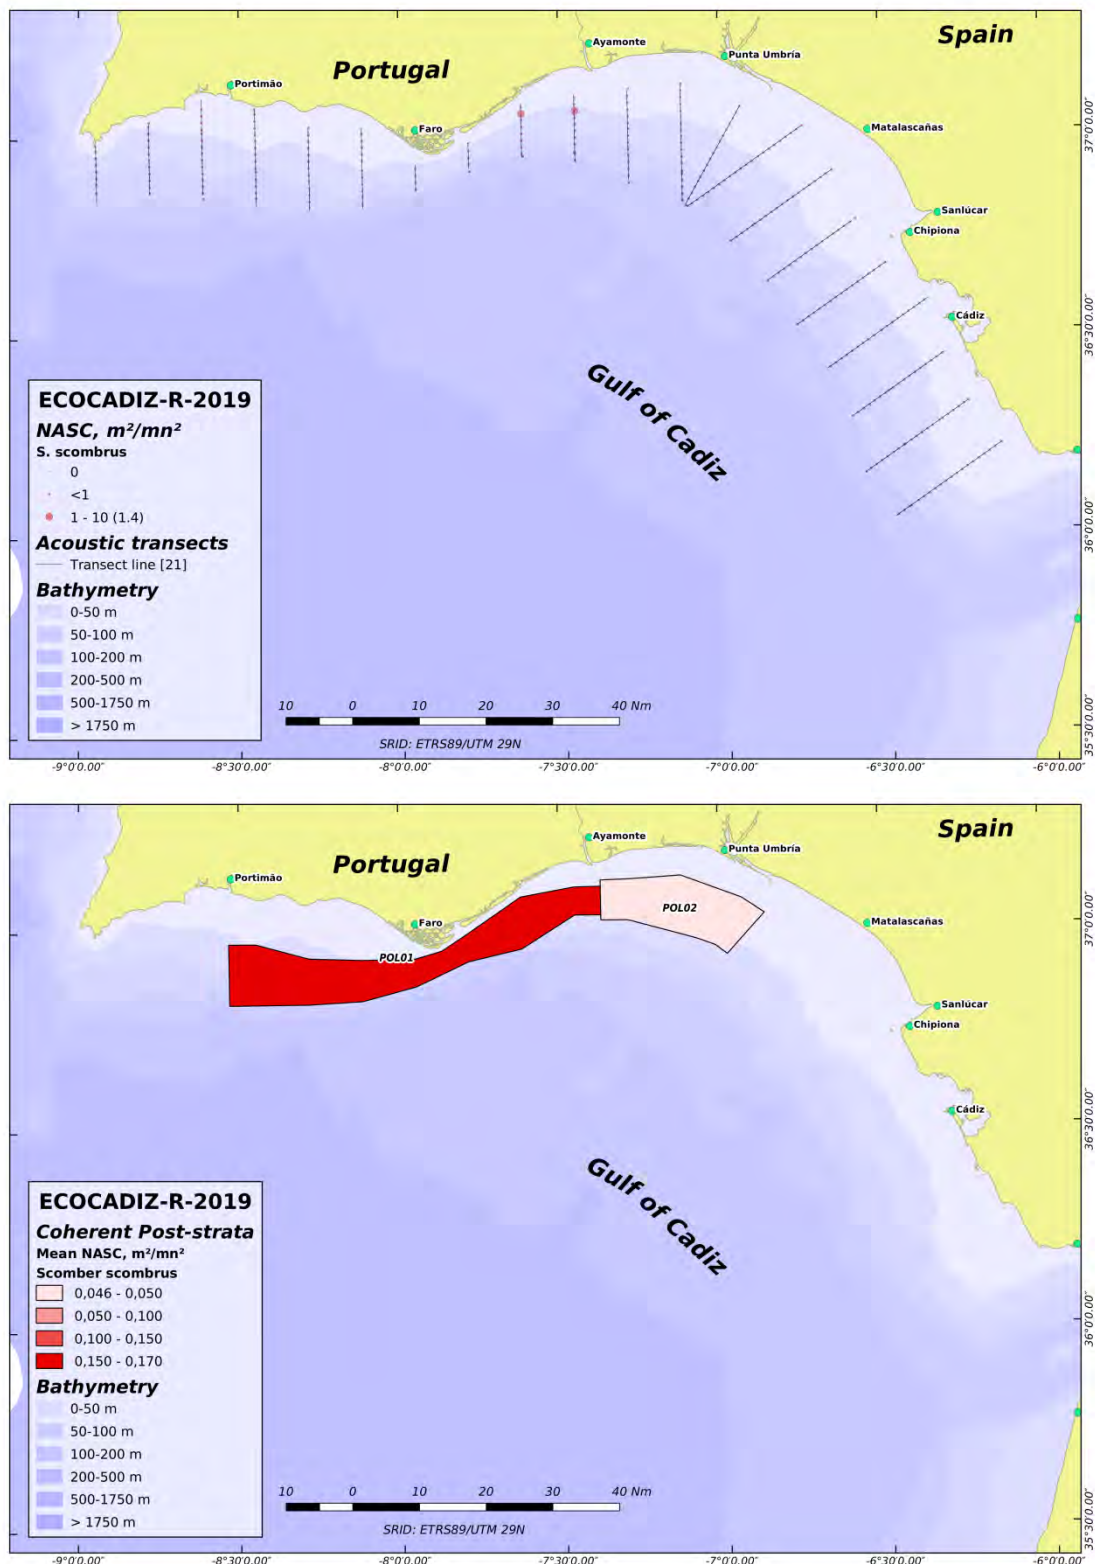 Spain
Ayamonte
Punta Umbría
Portugal
Portimão
Faro
Matalascañas
37°0'0.00"
Sanlúcar
Chipiona
Cádiz
36°30'0.00"
Gulf of Cadiz
ECOCADIZ-R-2019
NASC, m²/mn²
S. scombrus
0
<1
1 - 10 (1.4)
Acoustic transects
Transect line [21]
Bathymetry
0-50 m
50-100 m
100-200 m
200-500 m
500-1750 m
> 1750 m
36°0'0.00"
10 0 10 20 30 40 Nm
SRID: ETRS89/UTM 29N
35°30'0.00"
-9°0'0.00" -8°30'0.00" -8°0'0.00" -7°30'0.00" -7°0'0.00" -6°30'0.00" -6°0'0.00"
Spain
Ayamonte
Punta Umbría
Portugal
Portimão
POL02
Faro
Matalascañas
37°0'0.00"
POL01
Sanlúcar
Chipiona
Cádiz
36°30'0.00"
Gulf of Cadiz
ECOCADIZ-R-2019
Coherent Post-strata
Mean NASC, m²/mn²
Scomber scombrus
0,046 - 0,050
0,050 - 0,100
0,100 - 0,150
0,150 - 0,170
Bathymetry
0-50 m
50-100 m
100-200 m
200-500 m
500-1750 m
> 1750 m
36°0'0.00"
10 0 10 20 30 40 Nm
SRID: ETRS89/UTM 29N
35°30'0.00"
-9°0'0.00" -8°30'0.00" -8°0'0.00" -7°30'0.00" -7°0'0.00" -6°30'0.00" -6°0'0.00"